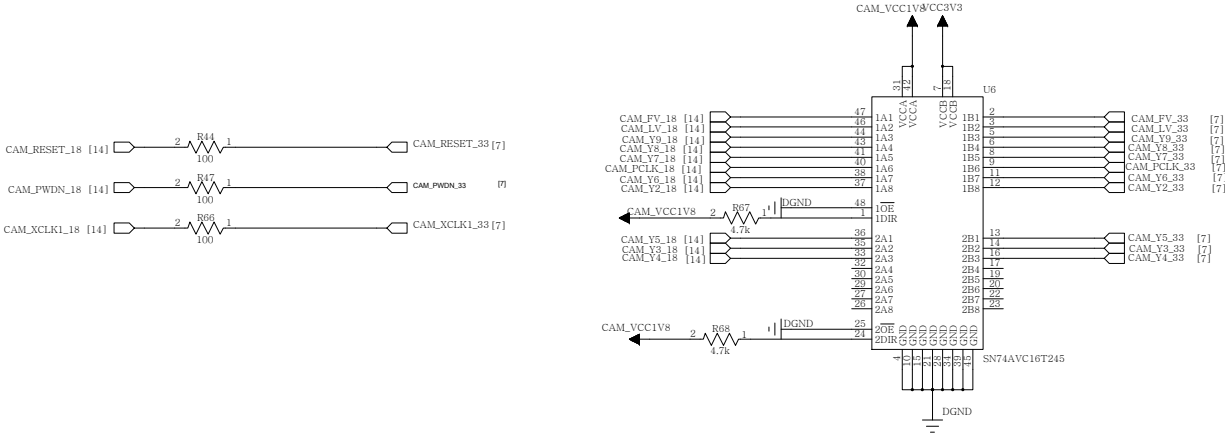 CAM_VCC1V8 VCC3V3
31 42 7 18 U6
VCCA VCCA VCCB VCCB
CAM_FV_18 [14] 47 1A1 1B1 2 CAM_FV_33 [7]
CAM_LV_18 [14] 46 1A2 1B2 3 CAM_LV_33 [7]
CAM_Y9_18 [14] 44 1A3 1B3 5 CAM_Y9_33 [7]
CAM_Y8_18 [14] 43 1A4 1B4 6 CAM_Y8_33 [7]
CAM_Y7_18 [14] 41 1A5 1B5 8 CAM_Y7_33 [7]
CAM_PCLK_18 [14] 40 1A6 1B6 9 CAM_PCLK_33 [7]
CAM_Y6_18 [14] 38 1A7 1B7 11 CAM_Y6_33 [7]
CAM_Y2_18 [14] 37 1A8 1B8 12 CAM_Y2_33 [7]
R44
CAM_RESET_18 [14] 2 1 CAM_RESET_33 [7]
100
R47
CAM_PWDN_18 [14] 2 1 CAM_PWDN_33 [7]
100
R66
CAM_XCLK1_18 [14] 2 1 CAM_XCLK1_33 [7]
100
DGND 48 1OE
CAM_VCC1V8 2 R67 1 1 1DIR
4.7k
CAM_Y5_18 [14] 36 2A1 2B1 13 CAM_Y5_33 [7]
CAM_Y3_18 [14] 35 2A2 2B2 14 CAM_Y3_33 [7]
CAM_Y4_18 [14] 33 2A3 2B3 16 CAM_Y4_33 [7]
32 2A4 2B4 17
30 2A5 2B5 19
29 2A6 2B6 20
27 2A7 2B7 22
26 2A8 2B8 23
DGND 25 2OE
CAM_VCC1V8 2 R68 1 24 2DIR
4.7k
GND GND GND GND GND GND GND GND
SN74AVC16T245
4 10 15 21 28 34 39 45
DGND